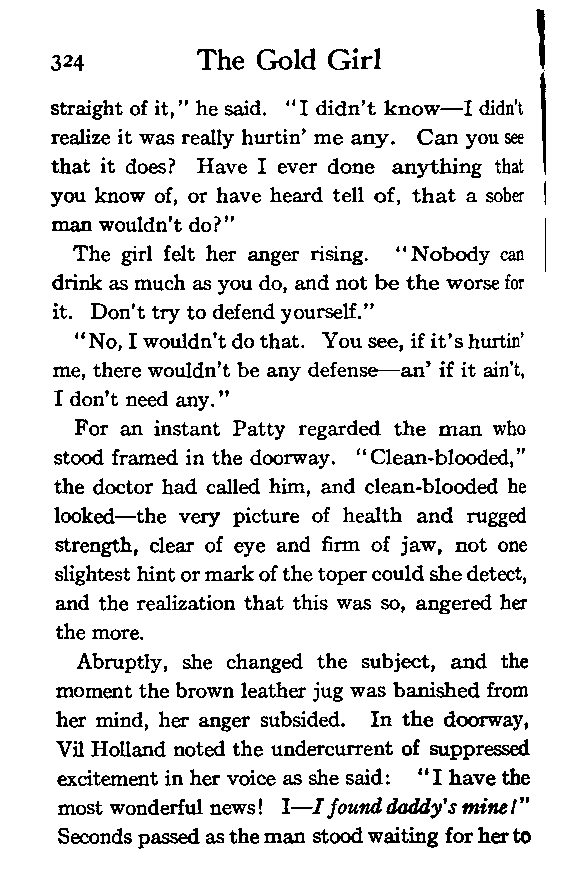 324 The Gold Girl
straight of it," he said. "I didn't know—I didn't
realize it was really hurtin' me any. Can you see
that it does? Have I ever done anything that
you know of, or have heard tell of, that a sober
man wouldn't do?"
The girl felt her anger rising. "Nobody can
drink as much as you do, and not be the worse for
it. Don't try to defend yourself."
"No, I wouldn't do that. You see, if it's hurtin'
me, there wouldn't be any defense—an' if it ain't,
I don't need any."
For an instant Patty regarded the man who
stood framed in the doorway. "Clean-blooded,"
the doctor had called him, and clean-blooded he
looked—the very picture of health and rugged
strength, clear of eye and firm of jaw, not one
slightest hint or mark of the toper could she detect,
and the realization that this was so, angered her
the more.
Abruptly, she changed the subject, and the
moment the brown leather jug was banished from
her mind, her anger subsided. In the doorway,
Vil Holland noted the undercurrent of suppressed
excitement in her voice as she said: "I have the
most wonderful news! I—I found daddy's mine!"
Seconds passed as the man stood waiting for her to